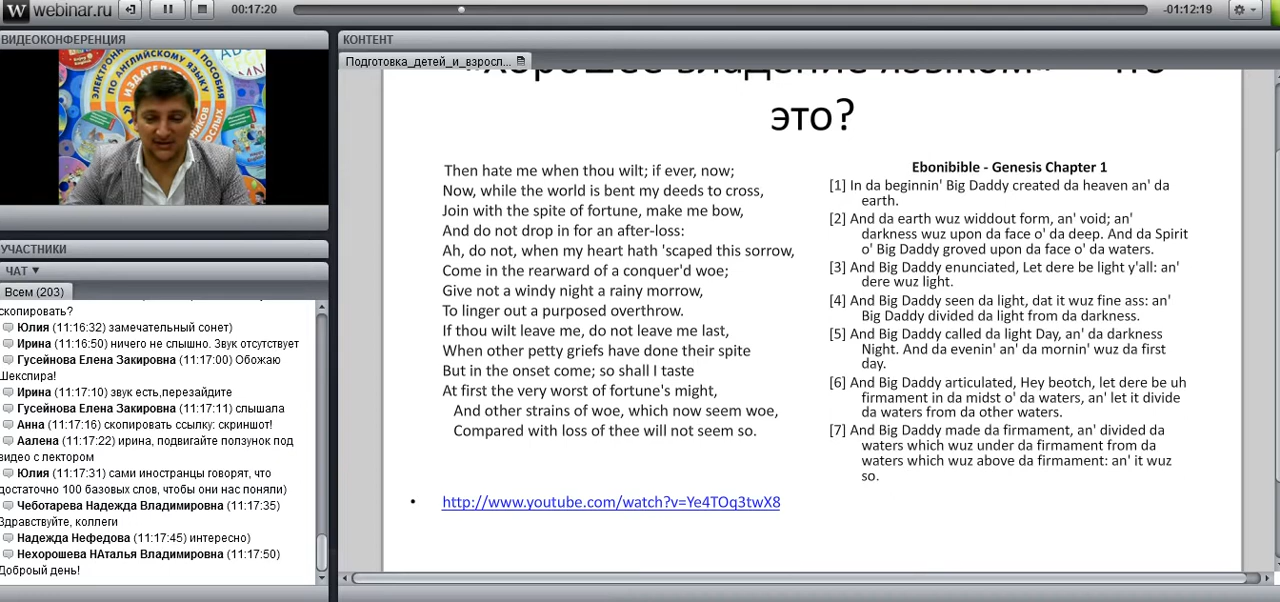 W webinar.ru
00:17:20
-01:12:19
ВИДЕОКОНФЕРЕНЦИЯ
ЭЛЕКТРОННЫЕ ПОСОБИЯ
ПО АНГЛИЙСКОМУ ЯЗЫКУ
УЧАСТНИКИ
ЧАТ ▼
Всем (203)
скопировать?
Юлия (11:16:32) замечательный сонет)
Ирина (11:16:50) ничего не слышно. Звук отсутствует
Гусейнова Елена Закировна (11:17:00) Обожаю
Шекспира!
Ирина (11:17:10) звук есть,перезайдите
Гусейнова Елена Закировна (11:17:11) слышала
Анна (11:17:16) скопировать ссылку: скриншот!
Аалена (11:17:22) ирина, подвигайте ползунок под
видео с лектором
Юлия (11:17:31) сами иностранцы говорят, что
достаточно 100 базовых слов, чтобы они нас поняли)
Чеботарева Надежда Владимировна (11:17:35)
Здравствуйте, коллеги
Надежда Нефедова (11:17:45) интересно)
Нехорошева НАталья Владимировна (11:17:50)
Доброый день!
КОНТЕНТ
Подготовка_детей_и_взросл...
«Хорошее владение языком» – что
это?
Then hate me when thou wilt; if ever, now;
Now, while the world is bent my deeds to cross,
Join with the spite of fortune, make me bow,
And do not drop in for an after-loss:
Ah, do not, when my heart hath 'scaped this sorrow,
Come in the rearward of a conquer'd woe;
Give not a windy night a rainy morrow,
To linger out a purposed overthrow.
If thou wilt leave me, do not leave me last,
When other petty griefs have done their spite
But in the onset come; so shall I taste
At first the very worst of fortune's might,
And other strains of woe, which now seem woe,
Compared with loss of thee will not seem so.
• http://www.youtube.com/watch?v=Ye4TOq3twX8
Ebonibible - Genesis Chapter 1
[1] In da beginnin' Big Daddy created da heaven an' da
earth.
[2] And da earth wuz widdout form, an' void; an'
darkness wuz upon da face o' da deep. And da Spirit
o' Big Daddy groved upon da face o' da waters.
[3] And Big Daddy enunciated, Let dere be light y'all: an'
dere wuz light.
[4] And Big Daddy seen da light, dat it wuz fine ass: an'
Big Daddy divided da light from da darkness.
[5] And Big Daddy called da light Day, an' da darkness
Night. And da evenin' an' da mornin' wuz da first
day.
[6] And Big Daddy articulated, Hey beotch, let dere be uh
firmament in da midst o' da waters, an' let it divide
da waters from da other waters.
[7] And Big Daddy made da firmament, an' divided da
waters which wuz under da firmament from da
waters which wuz above da firmament: an' it wuz
so.